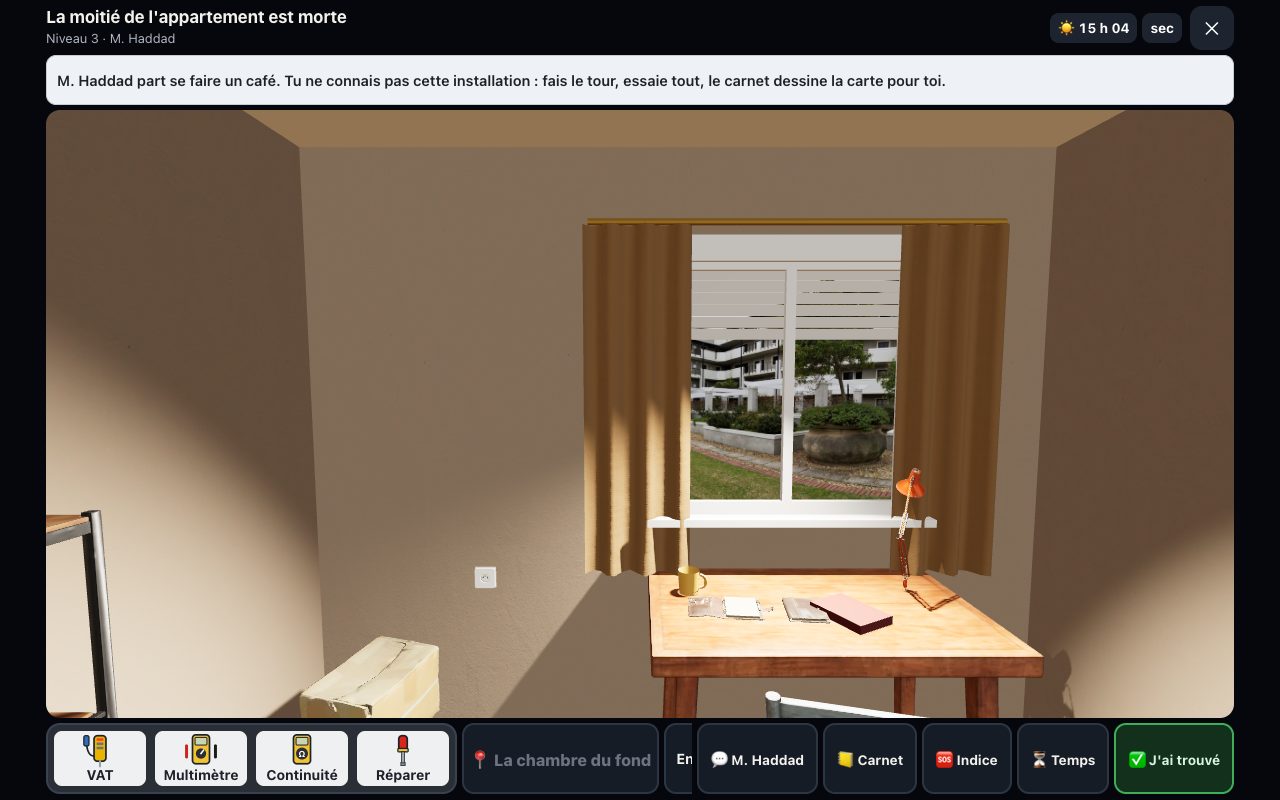 La moitié de l'appartement est morte
Niveau 3 · M. Haddad
15 h 04
sec
M. Haddad part se faire un café. Tu ne connais pas cette installation : fais le tour, essaie tout, le carnet dessine la carte pour toi.
VAT
Multimètre
Continuité
Réparer
La chambre du fond
En
M. Haddad
Carnet
SOS
Indice
Temps
J'ai trouvé